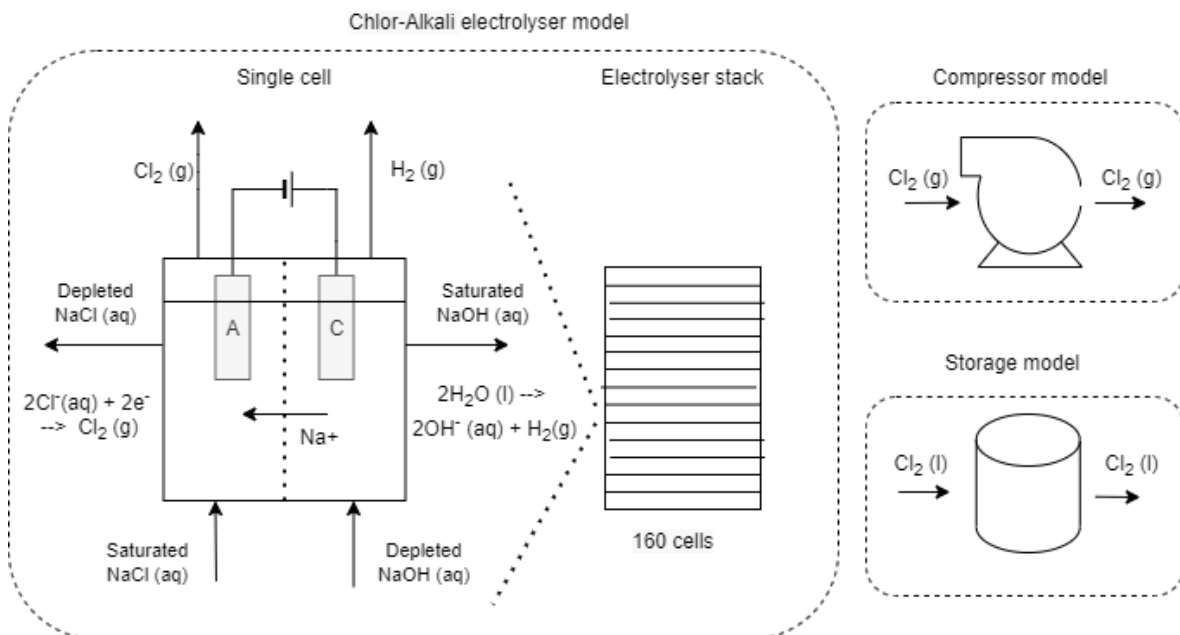 Chlor-Alkali electrolyser model
Single cell
Electrolyser stack
Compressor model
Cl₂ (g)
H₂ (g)
Cl₂ (g)
Cl₂ (g)
Depleted
NaCl (aq)
Saturated
NaOH (aq)
A
C
Storage model
2Cl⁻(aq) + 2e⁻
--> Cl₂ (g)
Na+
2H₂O (l) -->
2OH⁻ (aq) + H₂(g)
Cl₂ (l)
Cl₂ (l)
Saturated
NaCl (aq)
Depleted
NaOH (aq)
160 cells